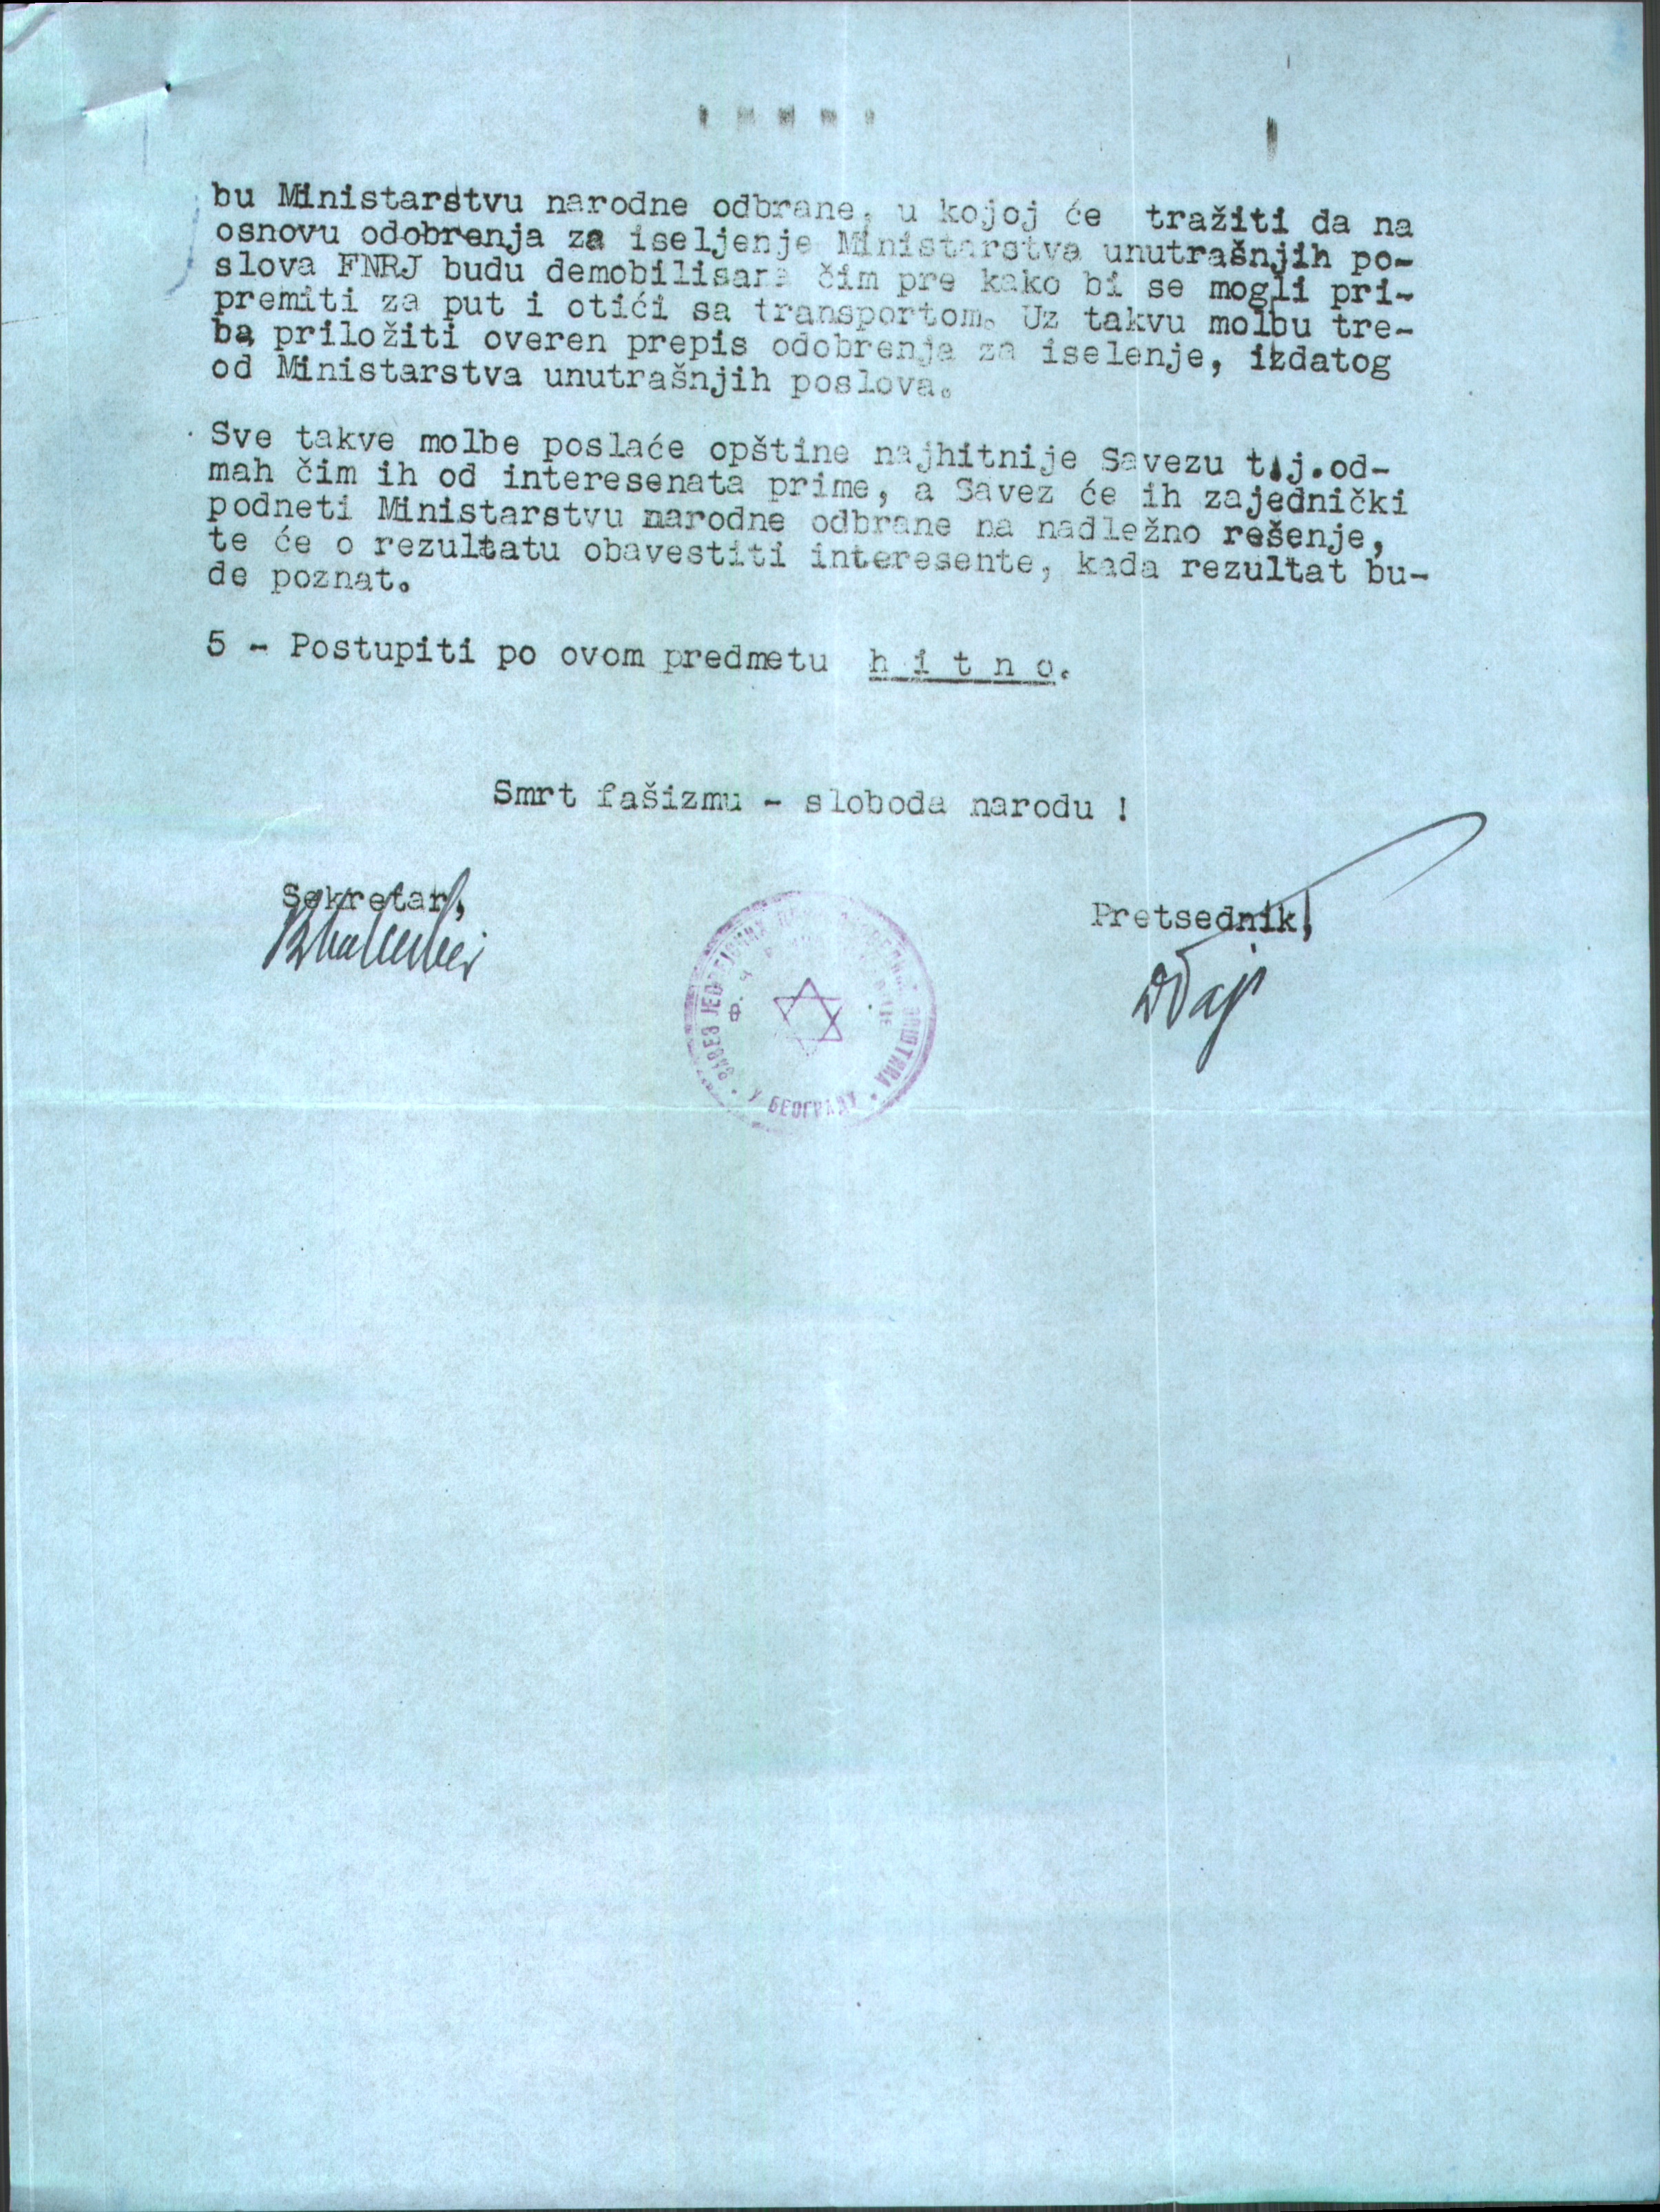 bu Ministarstvu narodne odbrane, u kojoj će tražiti da na
osnovu odobrenja za iseljenje Ministarstva unutrašnjih po-
slova FNRJ budu demobilisara čim pre kako bi se mogli pri-
premiti za put i otići sa transportom. Uz takvu molbu tre-
ba priložiti overen prepis odobrenja za iselenje, izdatog
od Ministarstva unutrašnjih poslova.
Sve takve molbe poslaće opštine najhitnije Savezu t.j.od-
mah čim ih od interesenata prime, a Savez će ih zajednički
podneti Ministarstvu narodne odbrane na nadležno rešenje,
te će o rezultatu obavestiti interesente, kada rezultat bu-
de poznat.
5 - Postupiti po ovom predmetu h i t n o.
Smrt fašizmu - sloboda narodu !
Sekretar,
Pretsednik,
САВЕЗ ЈЕВРЕЈСКИХ ОПШТИНА
У БЕОГРАДУ